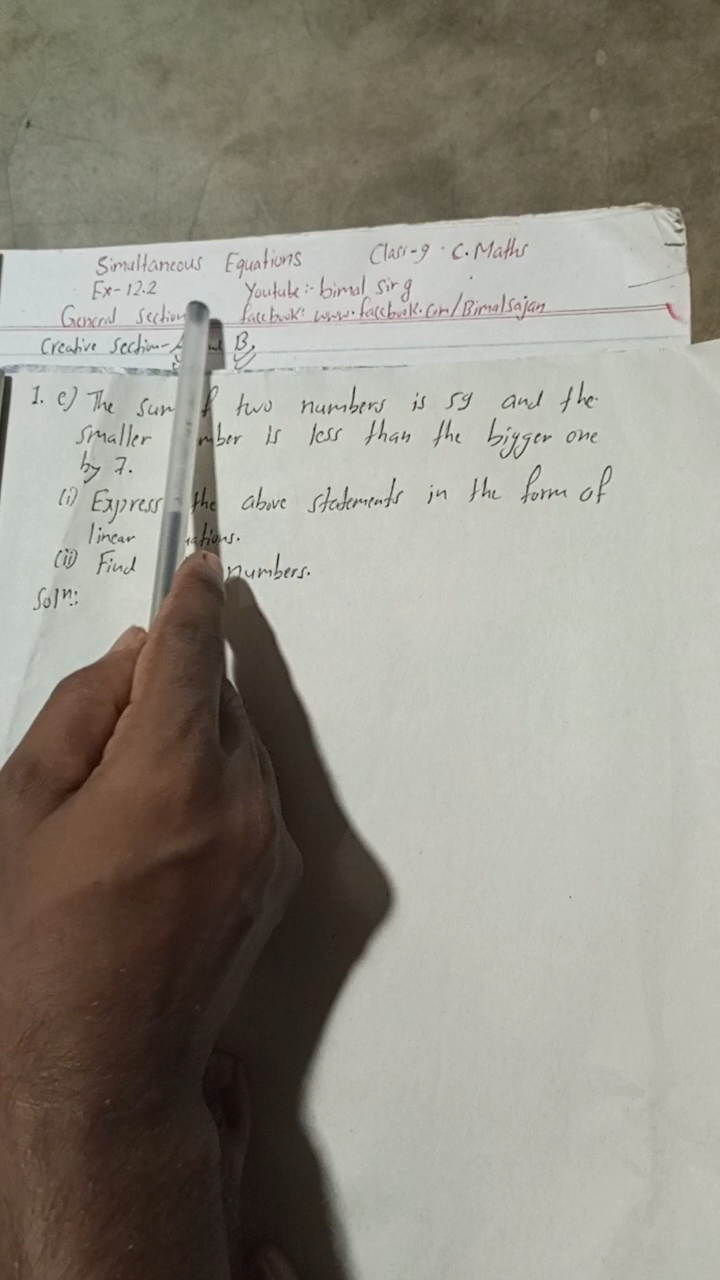 Simultaneous Equations Class-9 C. Maths
Ex-12.2 Youtube:- bimal sir g
General Section facebook: www.facebook.com/Bimalsajan
Creative Section- B.
1. e) The sum two numbers is 59 and the
smaller is less than the bigger one
by 7.
(i) Express the above statements in the form of
linear
(ii) Find numbers.
Soln: